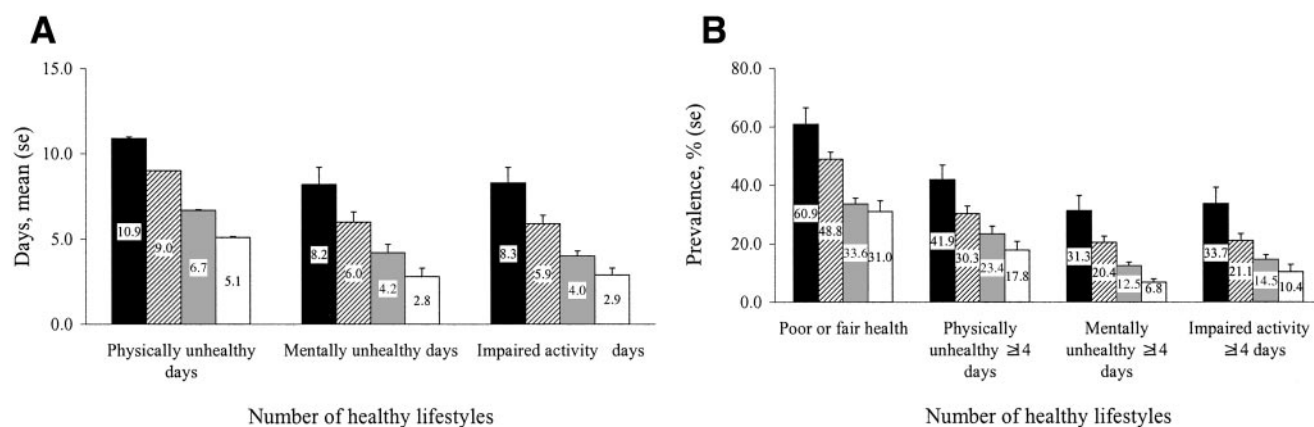 A
15.0
10.0
5.0
0.0
Days, mean (se)
10.9
9.0
6.7
5.1
8.2
6.0
4.2
2.8
8.3
5.9
4.0
2.9
Physically unhealthy
days
Mentally unhealthy days
Impaired activity days
Number of healthy lifestyles
B
80.0
60.0
40.0
20.0
0.0
Prevalence, % (se)
60.9
48.8
33.6
31.0
41.9
30.3
23.4
17.8
31.3
20.4
12.5
6.8
33.7
21.1
14.5
10.4
Poor or fair health
Physically
unhealthy ≥14
days
Mentally
unhealthy ≥14
days
Impaired activity
≥14 days
Number of healthy lifestyles